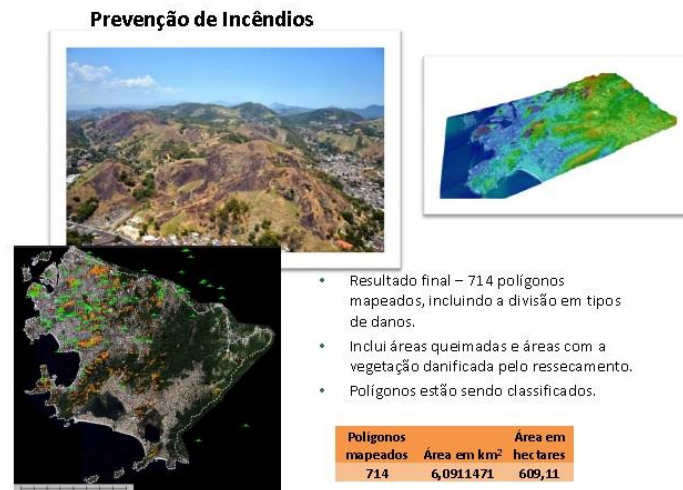 Prevenção de Incêndios
• Resultado final – 714 polígonos
mapeados, incluindo a divisão em tipos
de danos.
• Inclui áreas queimadas e áreas com a
vegetação danificada pelo ressecamento.
• Polígonos estão sendo classificados.
Polígonos mapeados Área em km² Área em hectares
714 6,0911471 609,11